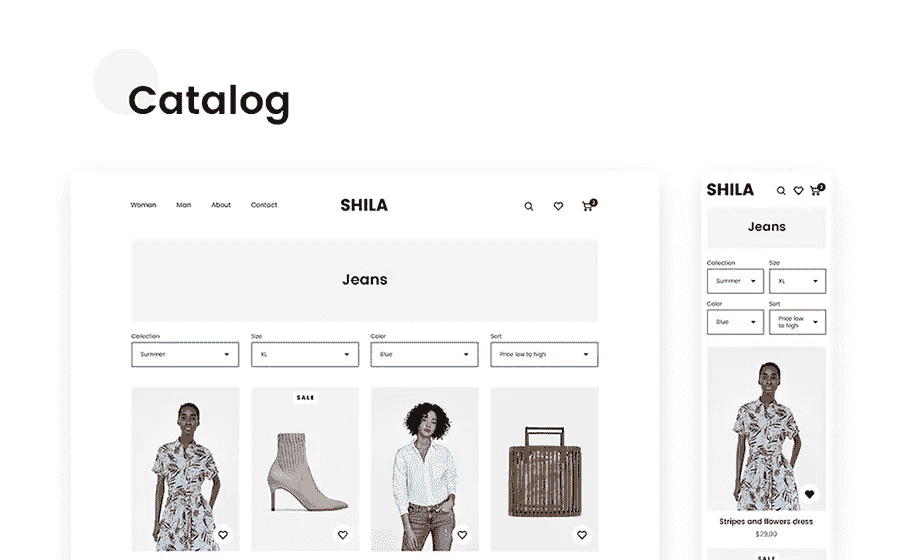 Catalog
Woman Man About Contact SHILA 2
Jeans
Collection Size Color Sort
Summer XL Blue Price low to high
SALE
SHILA 2
Jeans
Collection Size
Summer XL
Color Sort
Blue Price low
to high
Stripes and flowers dress
$29,00
SALE